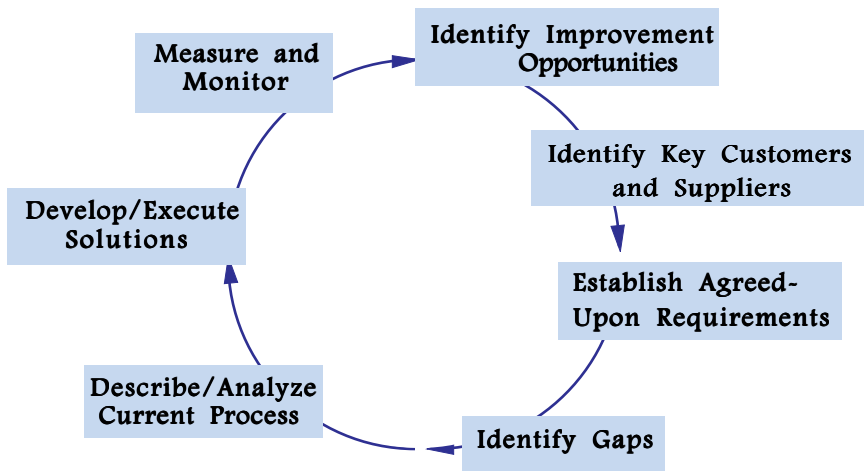 Identify Improvement
Opportunities
Identify Key Customers
and Suppliers
Establish Agreed-
Upon Requirements
Identify Gaps
Describe/Analyze
Current Process
Develop/Execute
Solutions
Measure and
Monitor